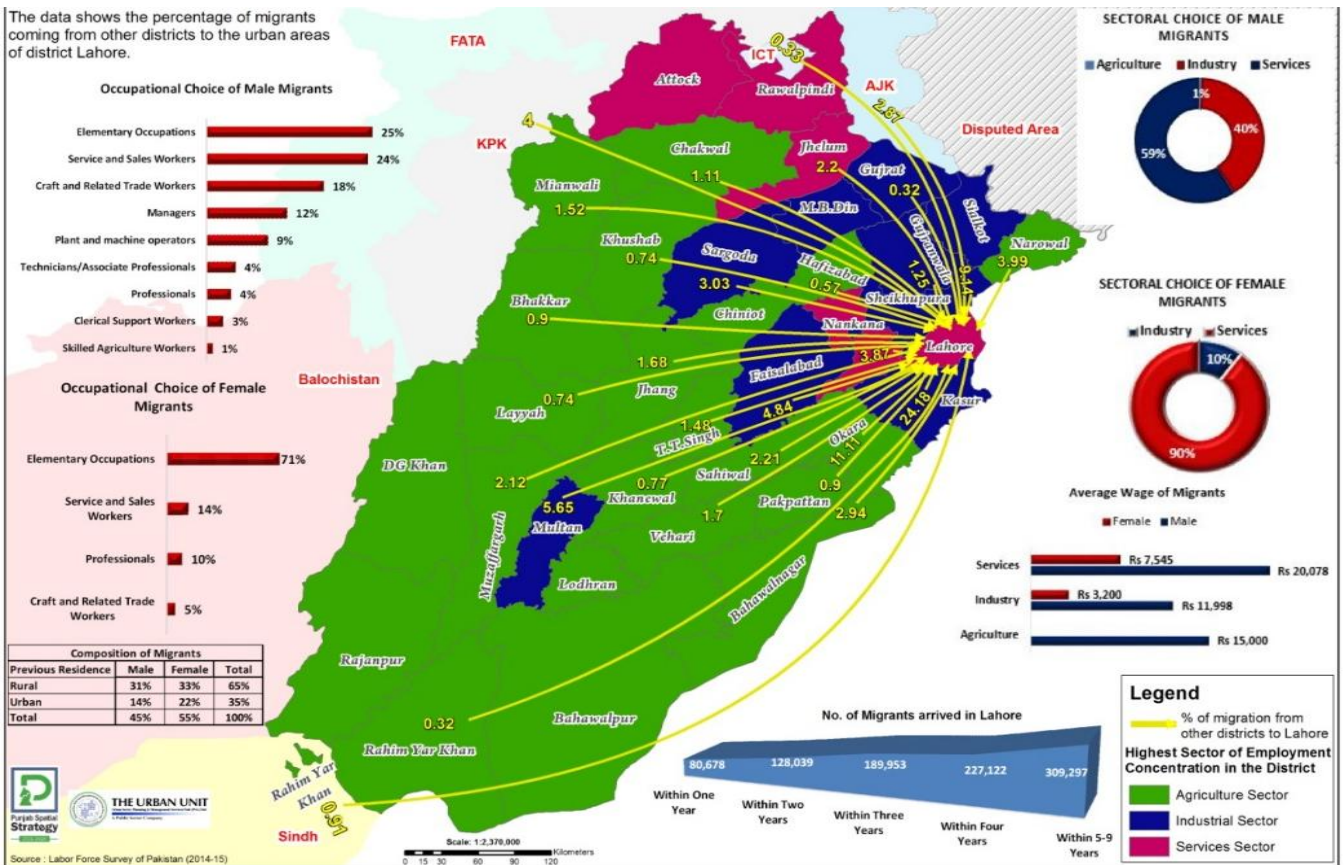 The data shows the percentage of migrants
coming from other districts to the urban areas
of district Lahore.
Occupational Choice of Male Migrants
Elementary Occupations 25%
Service and Sales Workers 24%
Craft and Related Trade Workers 18%
Managers 12%
Plant and machine operators 9%
Technicians/Associate Professionals 4%
Professionals 4%
Clerical Support Workers 3%
Skilled Agriculture Workers 1%
Occupational Choice of Female
Migrants
Elementary Occupations 71%
Service and Sales
Workers 14%
Professionals 10%
Craft and Related Trade
Workers 5%
Composition of Migrants
Previous Residence Male Female Total
Rural 31% 33% 65%
Urban 14% 22% 35%
Total 45% 55% 100%
Punjab Spatial
Strategy
THE URBAN UNIT
Source : Labor Force Survey of Pakistan (2014-15)
FATA
KPK
ICT
AJK
Disputed Area
Balochistan
Sindh
0.33
2.87
4
Attock
Rawalpindi
Chakwal
1.11
Jhelum
2.2
Gujrat
0.32
Mianwali
1.52
M.B.Din
Sialkot
9.14
Narowal
3.99
Khushab
0.74
Sargoda
3.03
Hafizabad
0.57
Gujranwala
1.25
Sheikhupura
Bhakkar
0.9
Chiniot
Nankana
3.87
Lahore
1.68
Jhang
Faisalabad
4.84
Kasur
24.18
Layyah
0.74
1.48
T.T.Singh
Okara
11.11
DG Khan
2.12
Sahiwal
2.21
Khanewal
0.77
Pakpattan
0.9
2.94
5.65
Multan
1.7
Vehari
Muzaffargarh
Lodhran
Bahawalnagar
Rajanpur
0.32
Bahawalpur
Rahim Yar Khan
Rahim Yar
Khan
0.91
Scale: 1:2,370,000
0 15 30 60 90 120 Kilometers
SECTORAL CHOICE OF MALE
MIGRANTS
Agriculture Industry Services
1%
40%
59%
SECTORAL CHOICE OF FEMALE
MIGRANTS
Industry Services
10%
90%
Average Wage of Migrants
Female Male
Services Rs 7,545
Rs 20,078
Industry Rs 3,200
Rs 11,998
Agriculture Rs 15,000
No. of Migrants arrived in Lahore
80,678 128,039 189,953 227,122 309,297
Within One
Year
Within Two
Years
Within Three
Years
Within Four
Years
Within 5-9
Years
Legend
% of migration from
other districts to Lahore
Highest Sector of Employment
Concentration in the District
Agriculture Sector
Industrial Sector
Services Sector